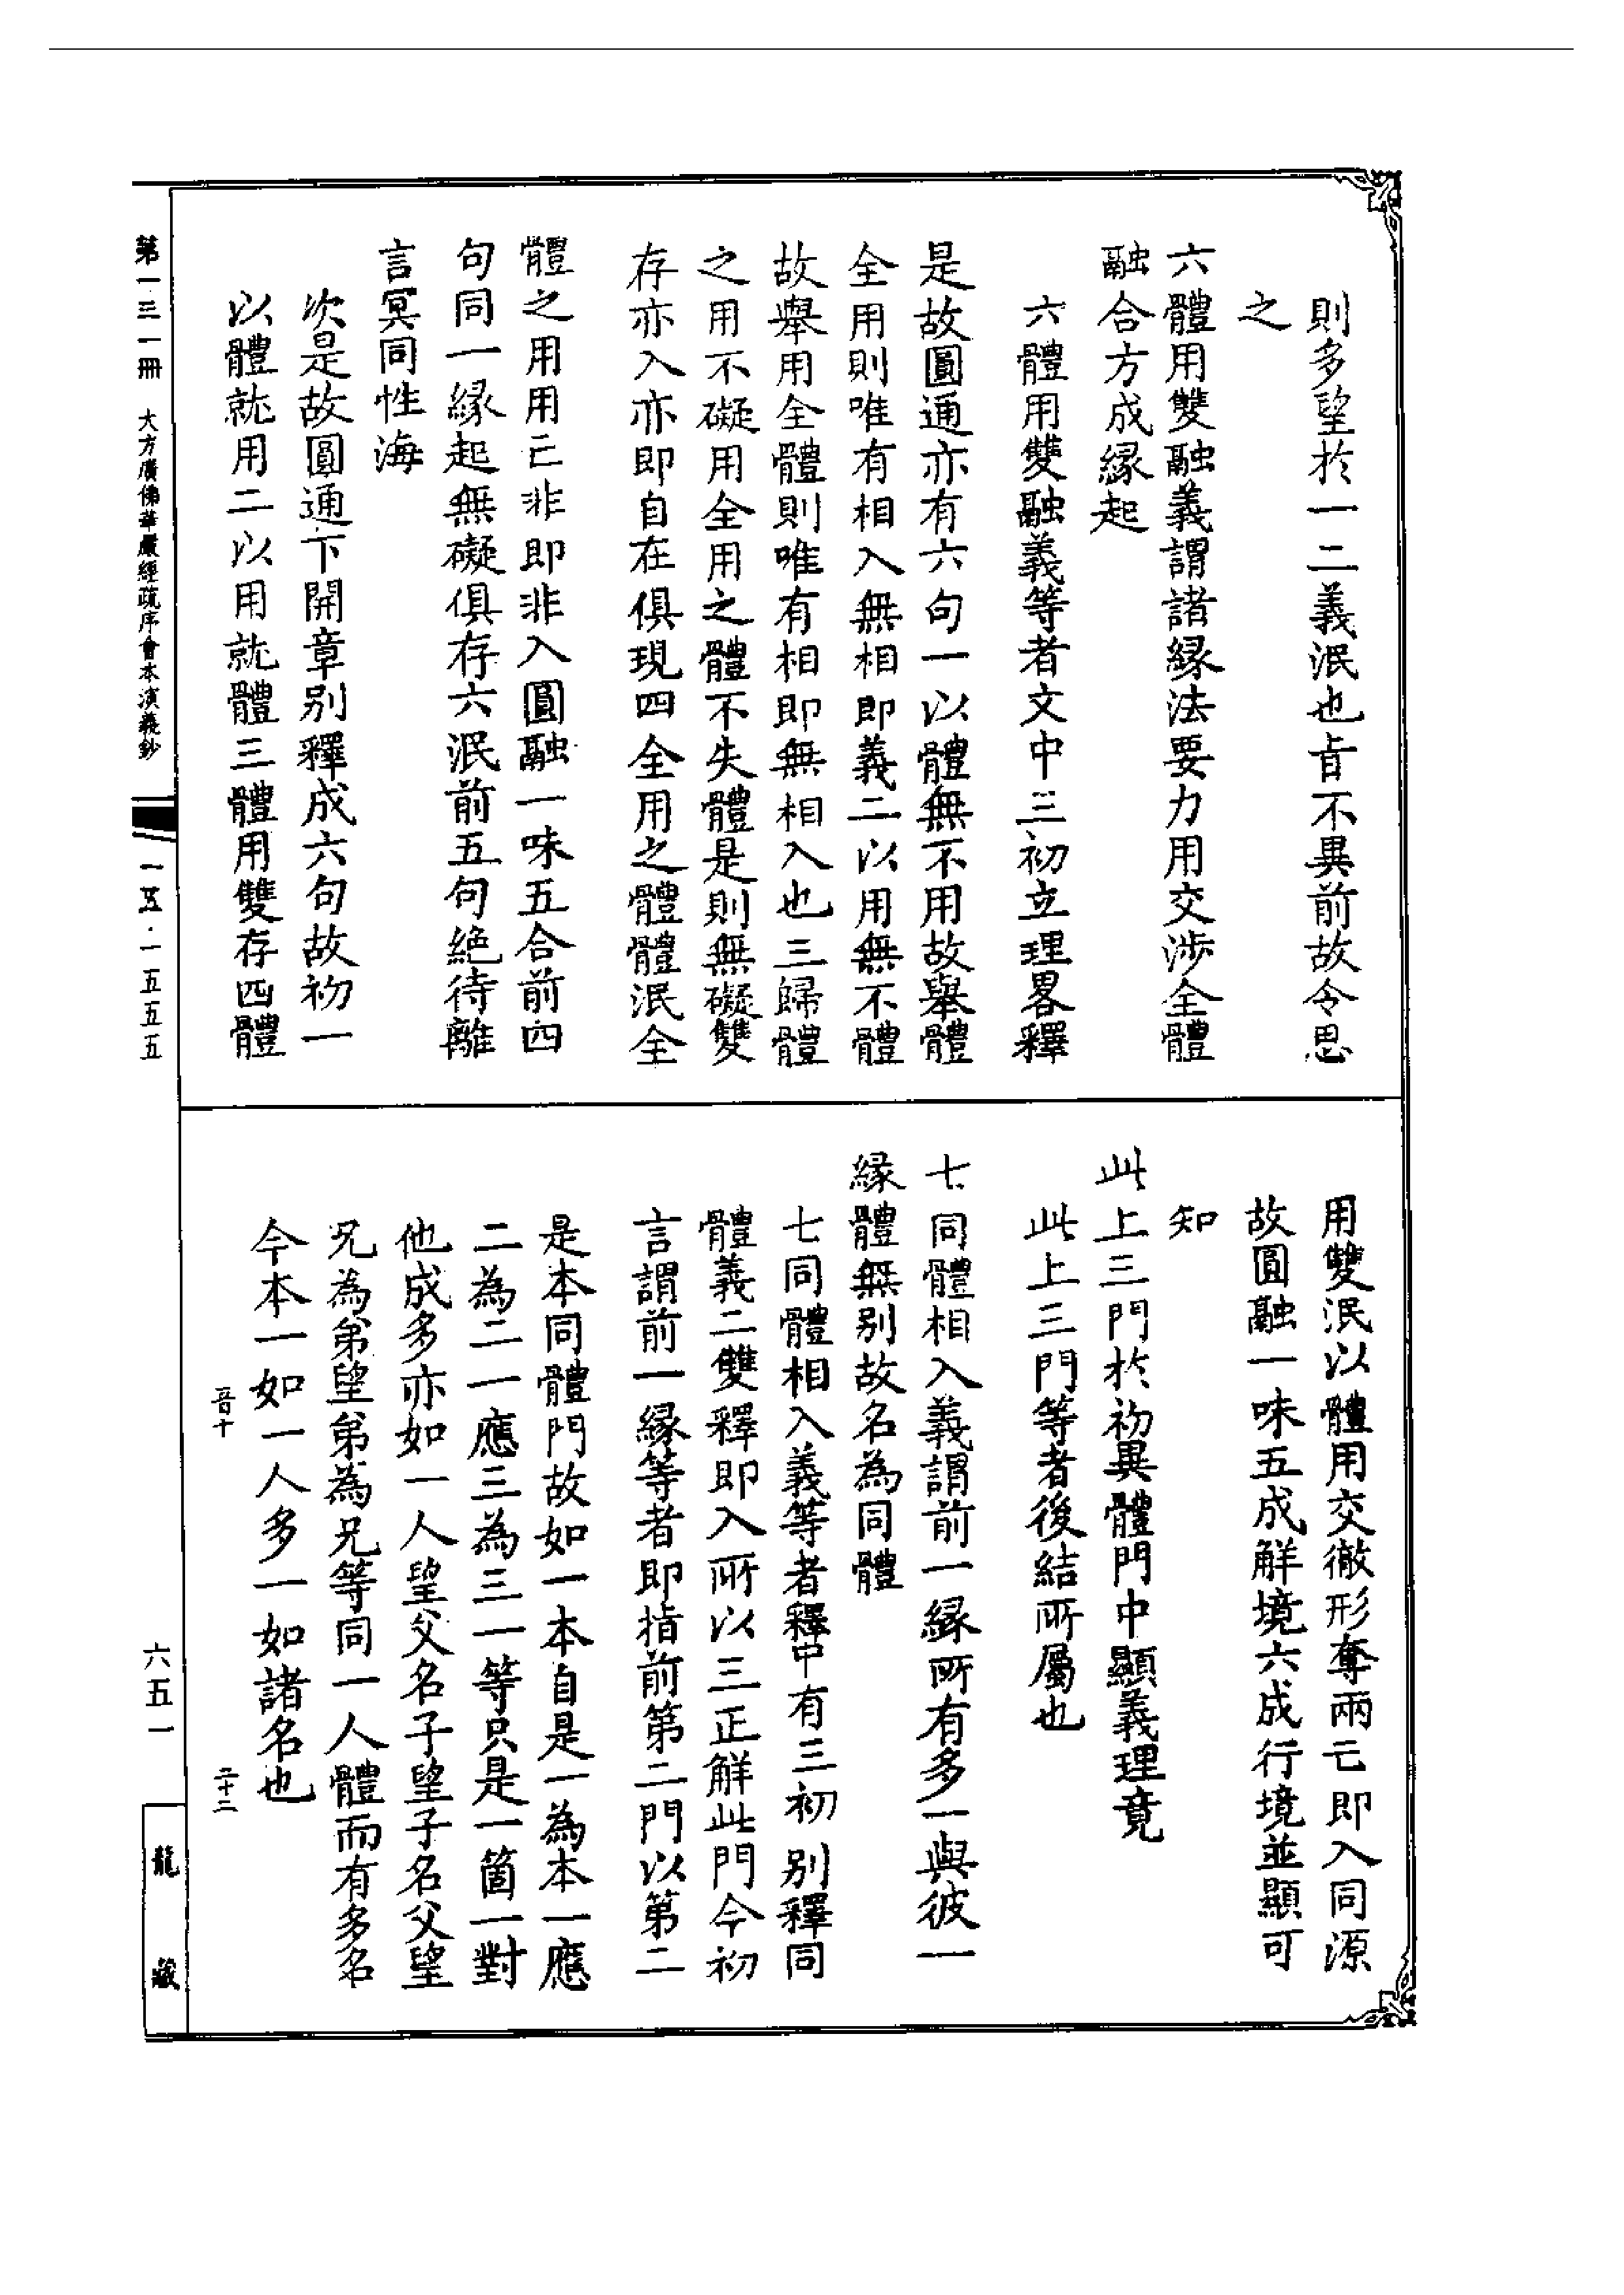 則多望於一二義泯也旨不異前故令思
之
六體用雙融義謂諸緣法要力用交涉全體
融合方成緣起
六體用雙融義等者文中三初立理畧釋
是故圓通亦有六句一以體無不用故舉體
全用則唯有相入無相即義二以用無不體
故舉用全體則唯有相即無相入也三歸體
之用不礙用全用之體不失體是則無礙雙
存亦入亦即自在俱現四全用之體體泯全
體之用用亡非即非入圓融一味五合前四
句同一緣起無礙俱存六泯前五句絕待離
言冥同性海
次是故圓通下開章別釋成六句故初一
以體就用二以用就體三體用雙存四體
用雙泯以體用交徹形奪兩亡即入同源
故圓融一味五成解境六成行境並顯可
知
此上三門於初異體門中顯義理竟
此上三門等者後結所屬也
七同體相入義謂前一緣所有多一與彼一
緣體無別故名為同體
七同體相入義等者釋中有三初別釋同
體義二雙釋即入所以三正解此門今初
言謂前一緣等者即指前第二門以第二
是本同體門故如一本自是一為本一應
二為二一應三為三一等只是一箇一對
他成多亦如一人望父名子望子名父望
兄為弟望弟為兄等同一人體而有多名
今本一如一人多一如諸名也
第一三一冊 大方廣佛華嚴經疏序會本演義鈔
一五·一五五五
六五一
龍藏
二十二